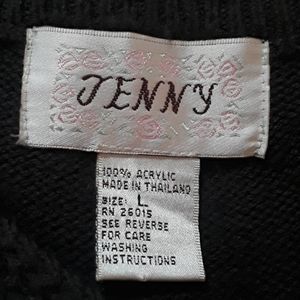 JENNY
100% ACRYLIC
MADE IN THAILAND
SIZE: L
RN 26015
SEE REVERSE
FOR CARE
WASHING
INSTRUCTIONS